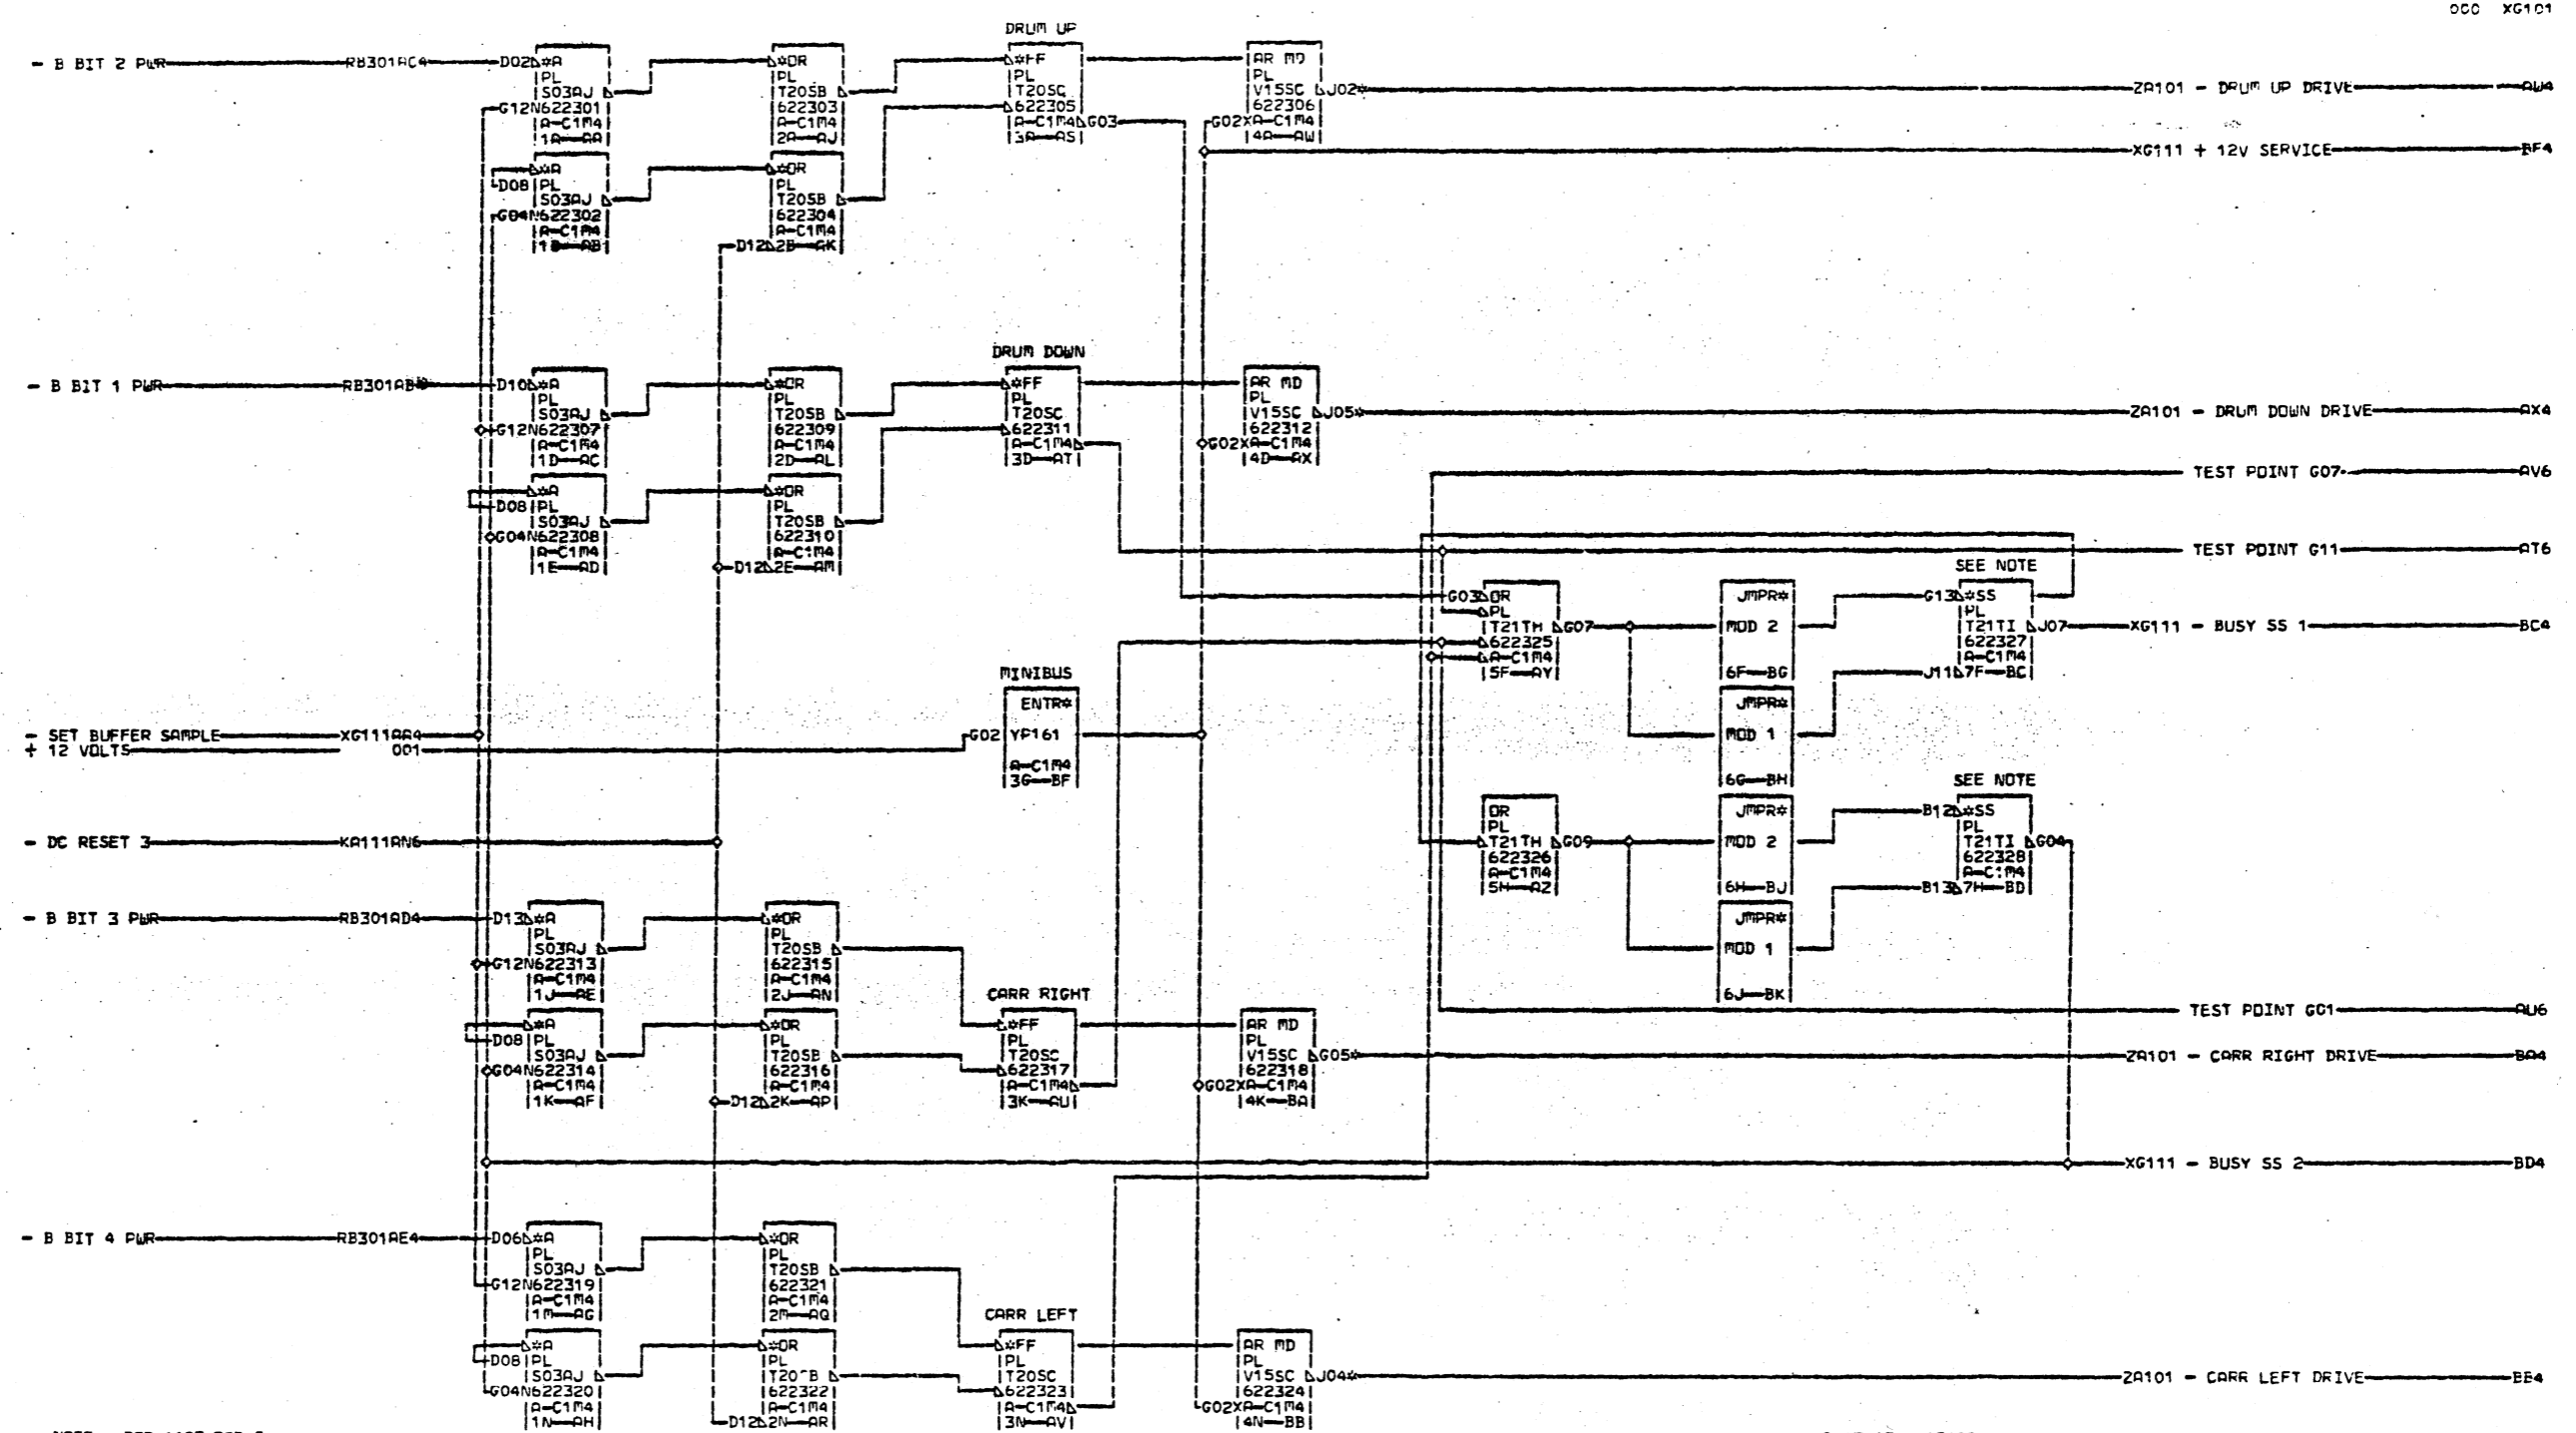 000 XG101
DRUM UP
- B BIT 2 PWR RB301AC4 D02 *A *OR *FF AR MD
PL PL PL PL
S03AJ T20SB T20SC V15SC J02* ZA101 - DRUM UP DRIVE AW4
G12N622301 622303 622305 622306
A-C1M4 A-C1M4 A-C1M4 G03 G02XA-C1M4
1A AA 2A AJ 3A AS 4A AW
XG111 + 12V SERVICE BF4
*A *OR
D08 PL PL
S03AJ T20SB
G04N622302 622304
A-C1M4 A-C1M4
1B AB D12 2B AK
DRUM DOWN
- B BIT 1 PWR D10 *A *OR *FF AR MD
PL PL PL PL
S03AJ T20SB T20SC V15SC J05* ZA101 - DRUM DOWN DRIVE AX4
G12N622307 622309 622311 622312
A-C1M4 A-C1M4 A-C1M4 G02XA-C1M4
1D AC 2D AL 3D AT 4D AX
TEST POINT G07 AV6
*A *OR
D08 PL PL
S03AJ T20SB
G04N622308 622310
A-C1M4 A-C1M4
TEST POINT G11 AT6
1E AD D12 2E AM
SEE NOTE
G03 OR JMPR* G13 *SS
PL PL
T21TH G07 MOD 2 T21TI J07 XG111 - BUSY SS 1 BC4
622325 622327
A-C1M4 A-C1M4
5F AY 6F BG J11 7F BC
MINIBUS
ENTR* JMPR*
- SET BUFFER SAMPLE XG111AA4 G02 YP161 MOD 1
+ 12 VOLTS 001
A-C1M4
3G BF 6G BH
SEE NOTE
OR JMPR* B12 *SS
PL PL
- DC RESET 3 KA111AN6 T21TH G09 MOD 2 T21TI G04
622326 622328
A-C1M4 A-C1M4
5H AZ 6H BJ B13 7H BD
- B BIT 3 PWR RB301AD4 D13 *A *OR JMPR*
PL PL
S03AJ T20SB MOD 1
G12N622313 622315
A-C1M4 A-C1M4
1J AE 2J AN 6J BK
CARR RIGHT
TEST POINT G01 AU6
*A *OR *FF AR MD
D08 PL PL PL PL
S03AJ T20SB T20SC V15SC G05* ZA101 - CARR RIGHT DRIVE BA4
G04N622314 622316 622317 622318
A-C1M4 A-C1M4 A-C1M4 G02XA-C1M4
1K AF D12 2K AP 3K AU 4K BA
XG111 - BUSY SS 2 BD4
- B BIT 4 PWR RB301AE4 D06 *A *OR
PL PL
S03AJ T20SB
G12N622319 622321
A-C1M4 A-C1M4
1M AG 2M AQ
CARR LEFT
*A *OR *FF AR MD
D08 PL PL PL PL
S03AJ T20SC V15SC J04* ZA101 - CARR LEFT DRIVE BB4
G04N622320 622322 622323 622324
A-C1M4 A-C1M4 A-C1M4 G02XA-C1M4
1N AH D12 2N AR 3N AV 4N BB